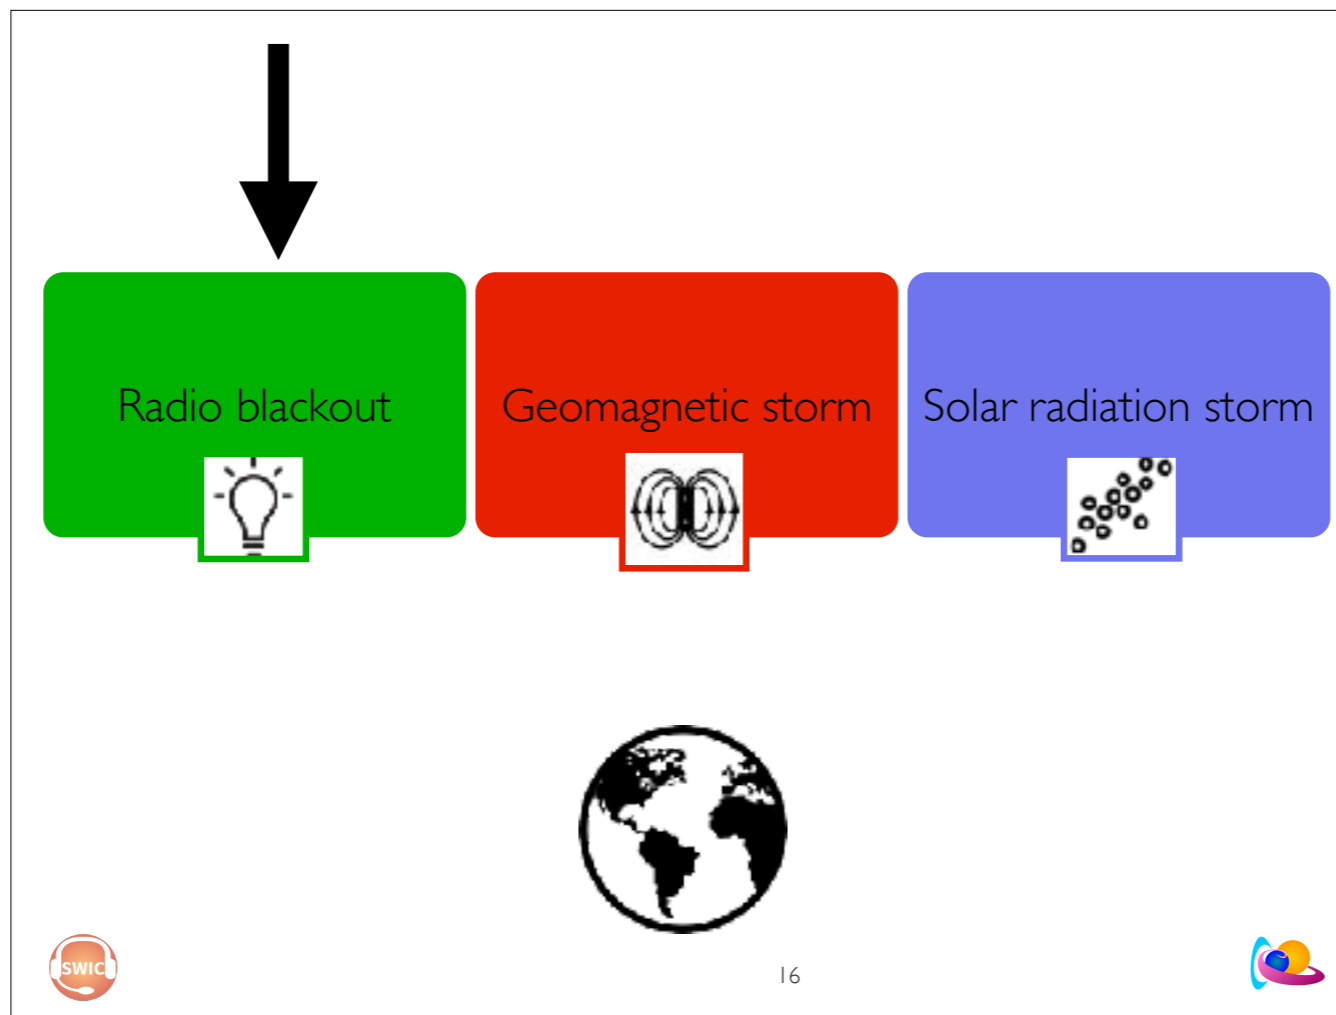 Radio blackout
Geomagnetic storm
Solar radiation storm
SWIC
16